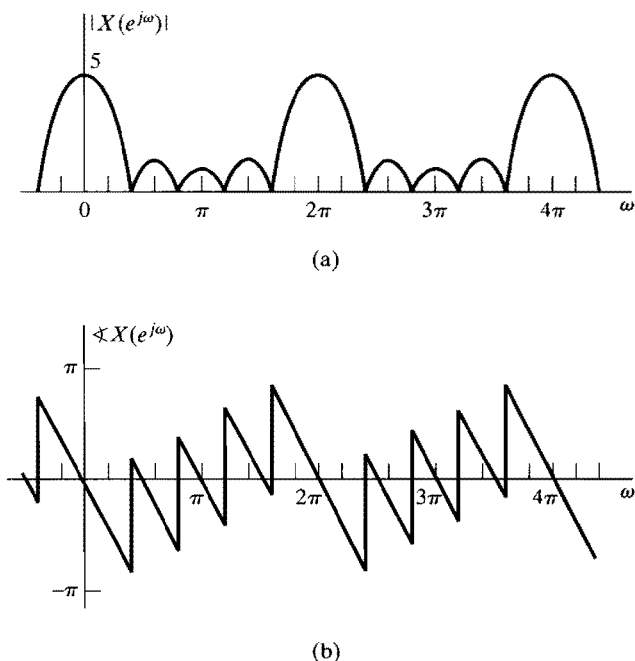 |X(e^{jω})|
5
0 π 2π 3π 4π ω
(a)
∢X(e^{jω})
π
π 2π 3π 4π ω
−π
(b)